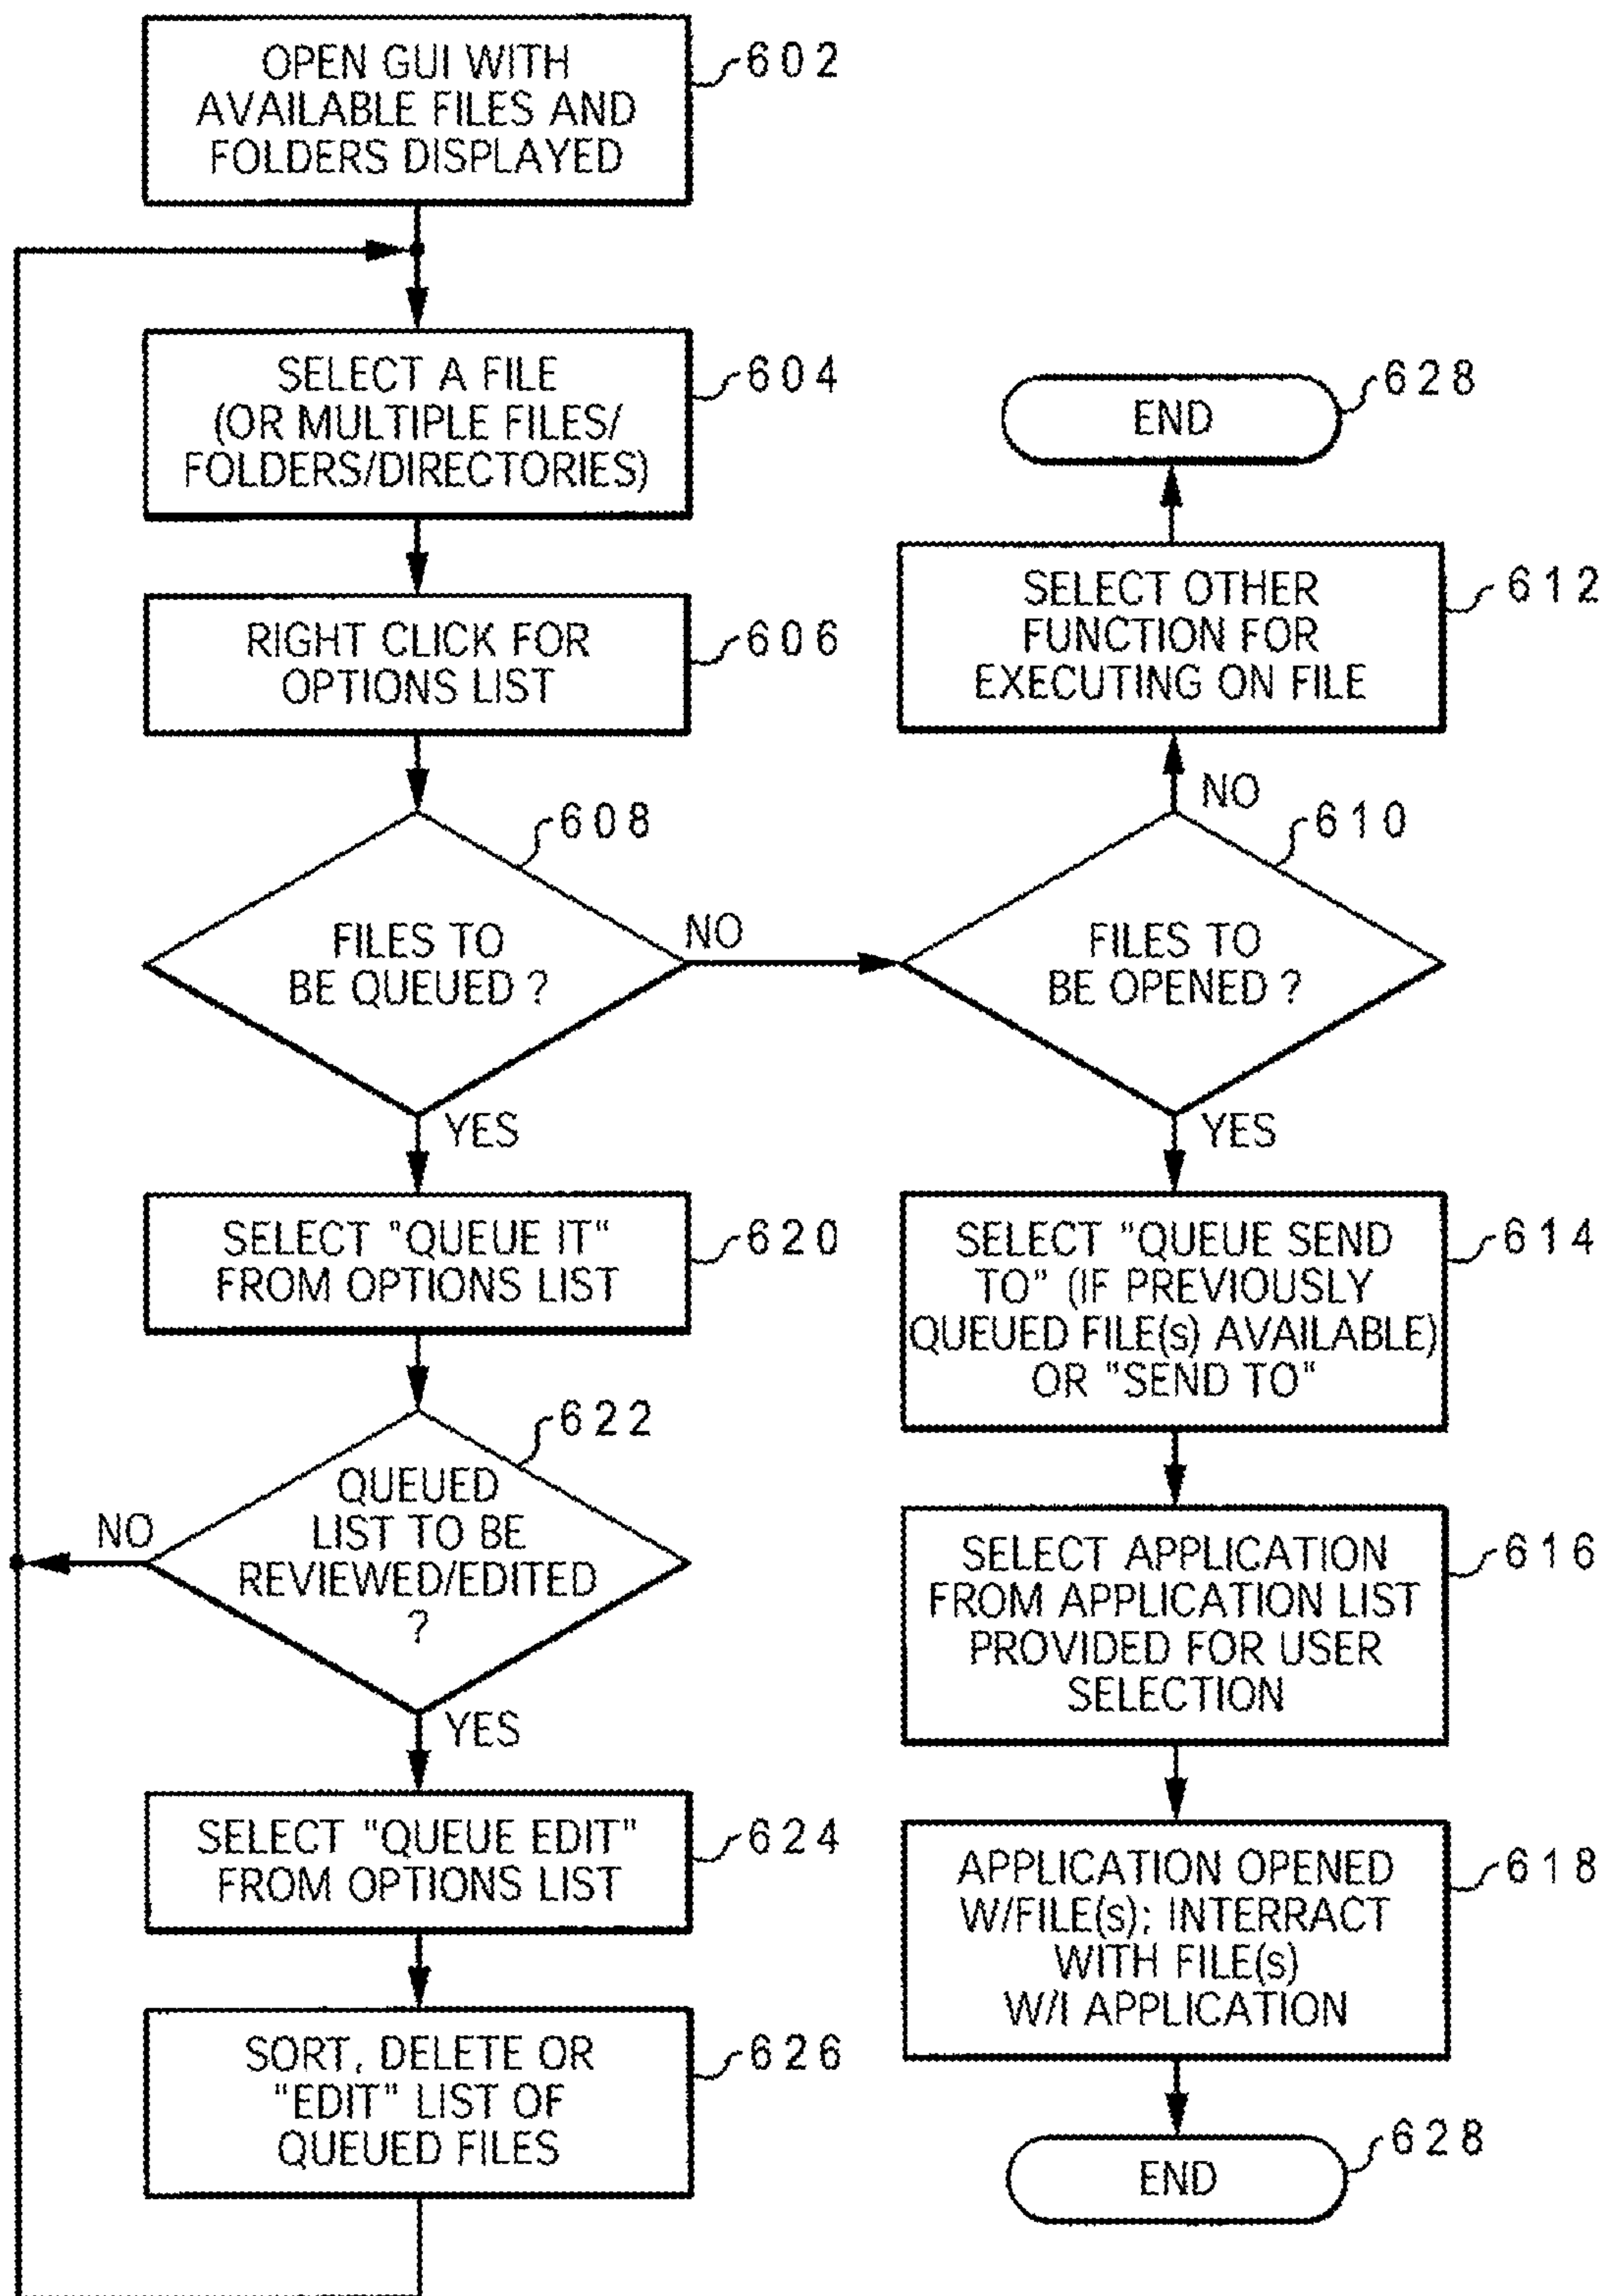 OPEN GUI WITH
AVAILABLE FILES AND
FOLDERS DISPLAYED
602
SELECT A FILE
(OR MULTIPLE FILES/
FOLDERS/DIRECTORIES)
604
RIGHT CLICK FOR
OPTIONS LIST
606
608
FILES TO
BE QUEUED ?
NO
YES
SELECT "QUEUE IT"
FROM OPTIONS LIST
620
622
QUEUED
LIST TO BE
REVIEWED/EDITED
?
NO
YES
SELECT "QUEUE EDIT"
FROM OPTIONS LIST
624
SORT, DELETE OR
"EDIT" LIST OF
QUEUED FILES
626
628
END
SELECT OTHER
FUNCTION FOR
EXECUTING ON FILE
612
NO
610
FILES TO
BE OPENED ?
YES
SELECT "QUEUE SEND
TO" (IF PREVIOUSLY
QUEUED FILE(s) AVAILABLE)
OR "SEND TO"
614
SELECT APPLICATION
FROM APPLICATION LIST
PROVIDED FOR USER
SELECTION
616
APPLICATION OPENED
W/FILE(s); INTERRACT
WITH FILE(s)
W/I APPLICATION
618
END
628